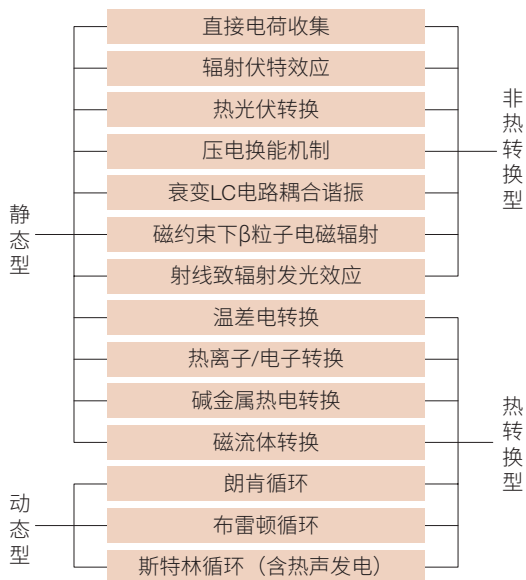 直接电荷收集
辐射伏特效应
热光伏转换
压电换能机制
衰变LC电路耦合谐振
磁约束下β粒子电磁辐射
射线致辐射发光效应
温差电转换
热离子/电子转换
碱金属热电转换
磁流体转换
朗肯循环
布雷顿循环
斯特林循环（含热声发电）
静态型
动态型
非热转换型
热转换型